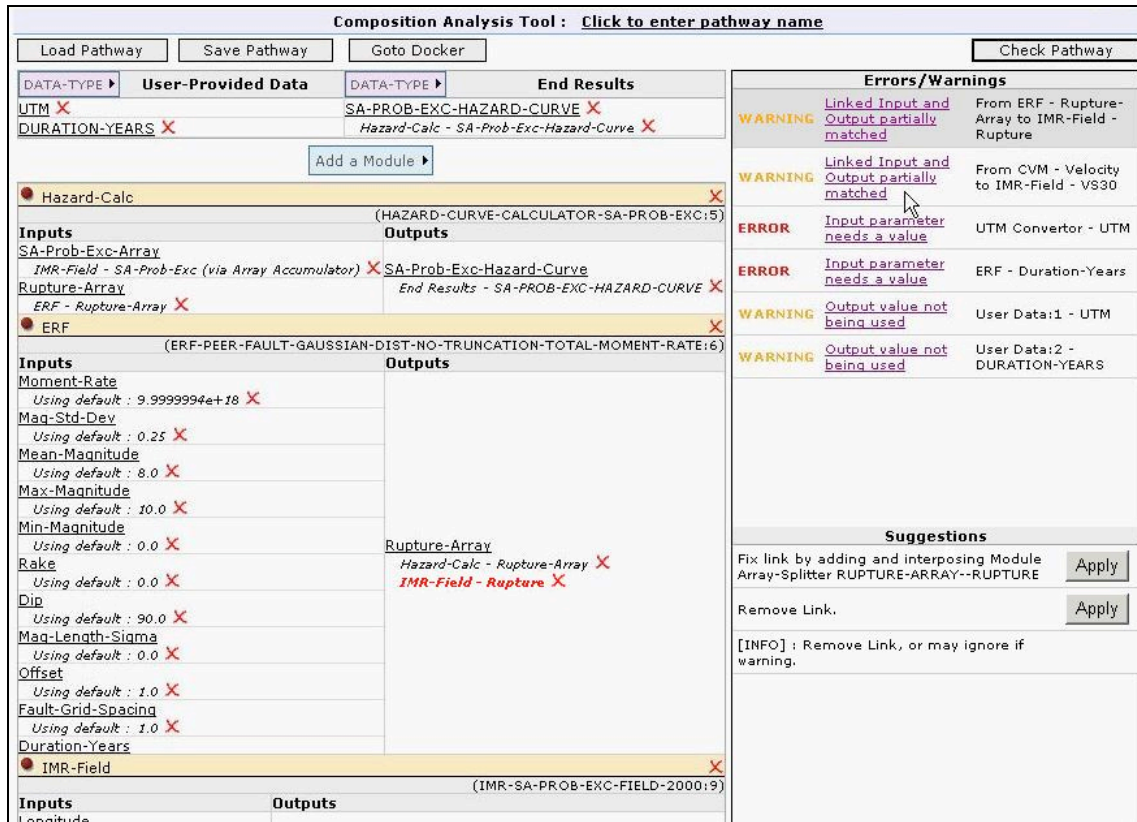 Composition Analysis Tool : Click to enter pathway name
Load Pathway
Save Pathway
Goto Docker
Check Pathway
DATA-TYPE
User-Provided Data
DATA-TYPE
End Results
UTM
DURATION-YEARS
SA-PROB-EXC-HAZARD-CURVE
Hazard-Calc - SA-Prob-Exc-Hazard-Curve
Add a Module
Hazard-Calc
(HAZARD-CURVE-CALCULATOR-SA-PROB-EXC:5)
Inputs
Outputs
SA-Prob-Exc-Array
IMR-Field - SA-Prob-Exc (via Array Accumulator)
Rupture-Array
ERF - Rupture-Array
SA-Prob-Exc-Hazard-Curve
End Results - SA-PROB-EXC-HAZARD-CURVE
ERF
(ERF-PEER-FAULT-GAUSSIAN-DIST-NO-TRUNCATION-TOTAL-MOMENT-RATE:6)
Inputs
Outputs
Moment-Rate
Using default : 9.9999994e+18
Mag-Std-Dev
Using default : 0.25
Mean-Magnitude
Using default : 8.0
Max-Magnitude
Using default : 10.0
Min-Magnitude
Using default : 0.0
Rake
Using default : 0.0
Dip
Using default : 90.0
Mag-Length-Sigma
Using default : 0.0
Offset
Using default : 1.0
Fault-Grid-Spacing
Using default : 1.0
Duration-Years
Rupture-Array
Hazard-Calc - Rupture-Array
IMR-Field - Rupture
IMR-Field
(IMR-SA-PROB-EXC-FIELD-2000:9)
Inputs
Outputs
Longitude
Errors/Warnings
WARNING
Linked Input and
Output partially
matched
From ERF - Rupture-
Array to IMR-Field -
Rupture
WARNING
Linked Input and
Output partially
matched
From CVM - Velocity
to IMR-Field - VS30
ERROR
Input parameter
needs a value
UTM Convertor - UTM
ERROR
Input parameter
needs a value
ERF - Duration-Years
WARNING
Output value not
being used
User Data:1 - UTM
WARNING
Output value not
being used
User Data:2 -
DURATION-YEARS
Suggestions
Fix link by adding and interposing Module
Array-Splitter RUPTURE-ARRAY--RUPTURE
Apply
Remove Link.
Apply
[INFO] : Remove Link, or may ignore if
warning.